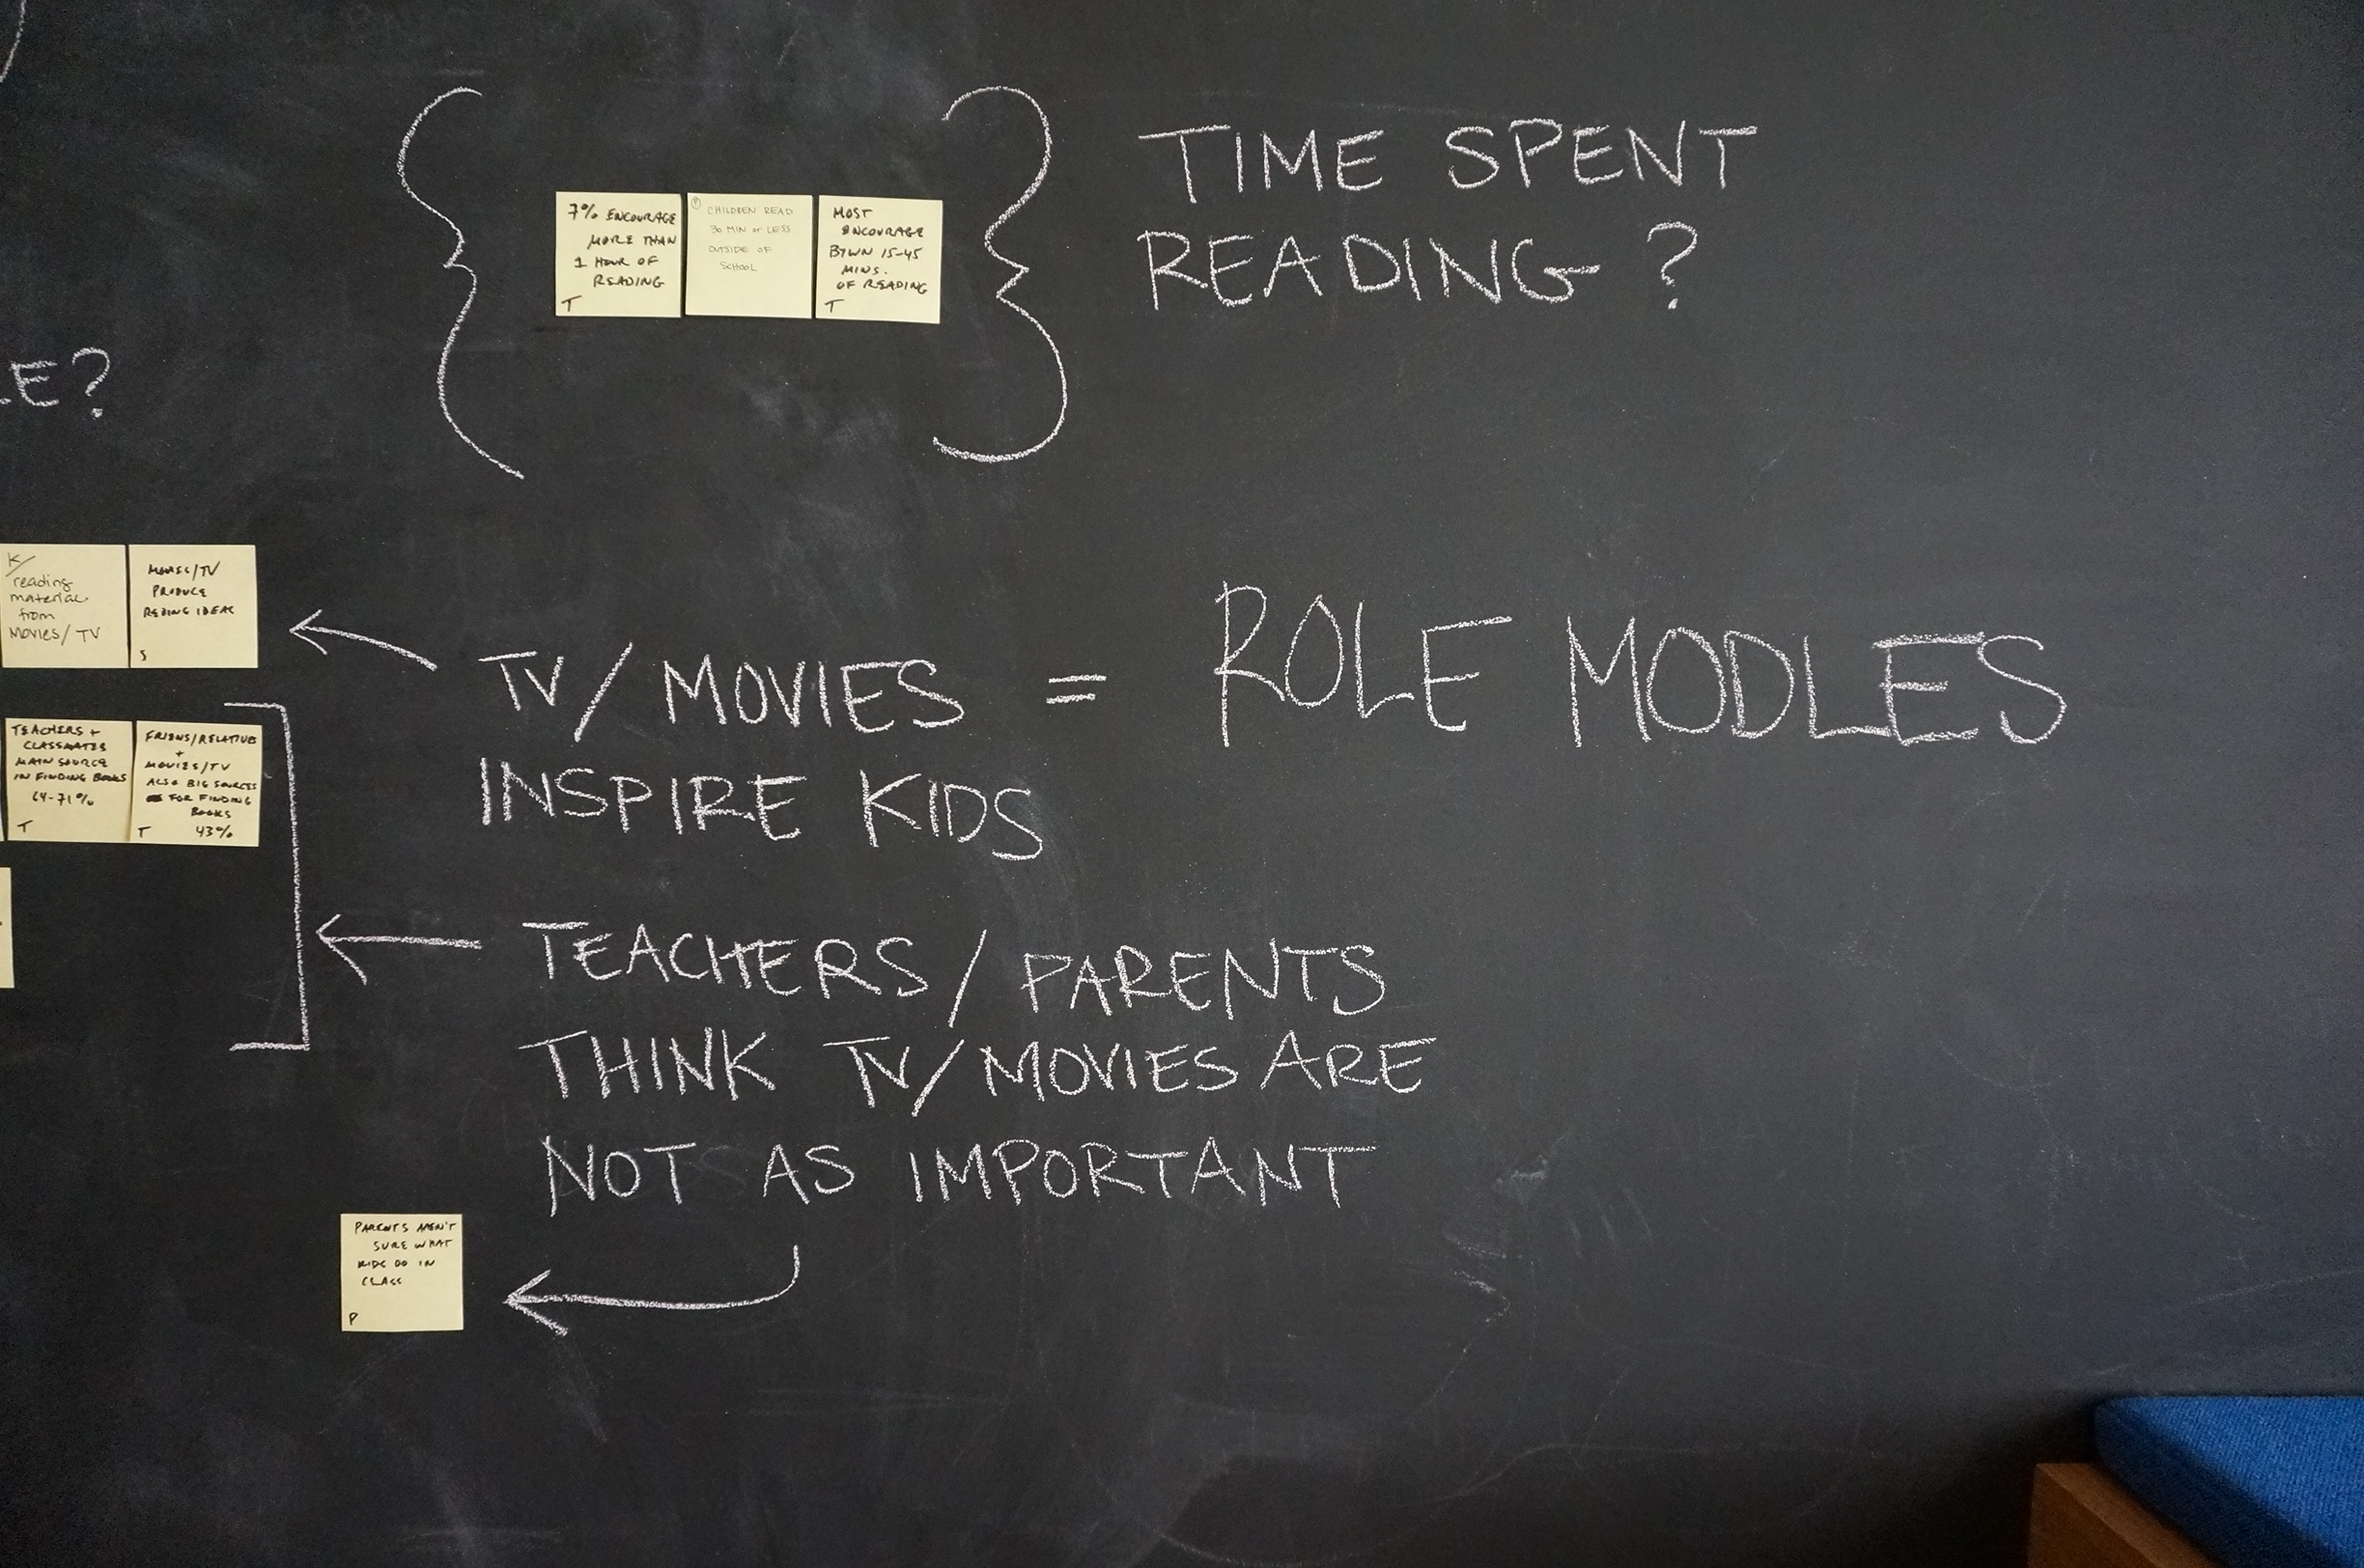 TIME SPENT
READING?
7% ENCOURAGE
MORE THAN
1 HOUR OF
READING
T
P
CHILDREN READ
30 MIN or LESS
OUTSIDE OF
SCHOOL
MOST
ENCOURAGE
BTWN 15-45
MINS.
OF READING
T
E?
K/
reading
material
from
Movies/TV
MOVIES/TV
PRODUCE
REDING IDEAS
S
TV/MOVIES = ROLE MODLES
INSPIRE KIDS
TEACHERS +
CLASSMATES
MAIN SOURCE
IN FINDING BOOKS
64-71%
T
FRIENS/RELATIVES
+
MOVIES/TV
ALSO BIG SOURCES
FOR FINDING
BOOKS
T 43%
TEACHERS/PARENTS
THINK TV/MOVIES ARE
NOT AS IMPORTANT
PARENTS AREN'T
SURE WHAT
KIDS DO IN
CLASS
P